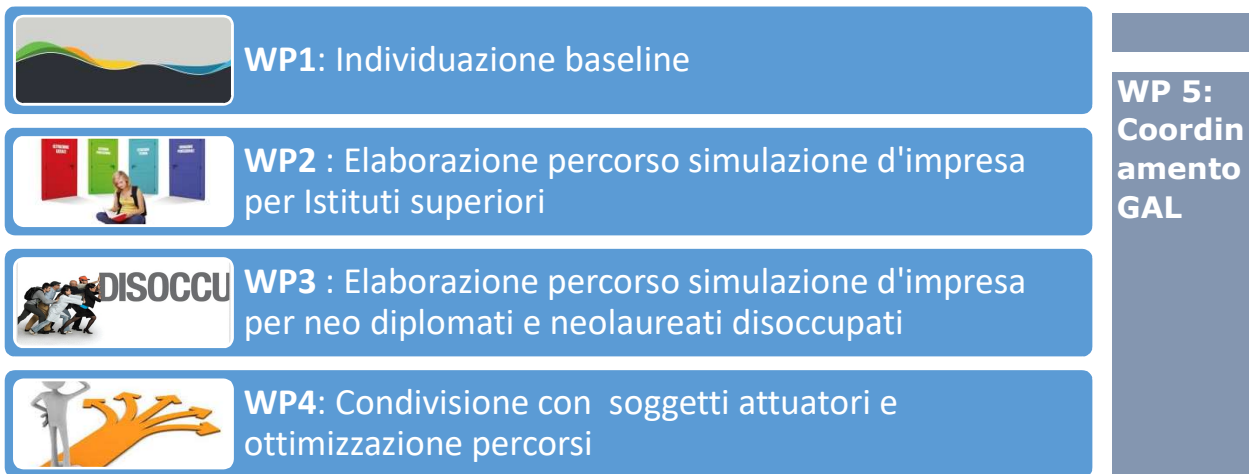 WP1: Individuazione baseline
WP2 : Elaborazione percorso simulazione d'impresa
per Istituti superiori
DISOCCU
WP3 : Elaborazione percorso simulazione d'impresa
per neo diplomati e neolaureati disoccupati
WP4: Condivisione con soggetti attuatori e
ottimizzazione percorsi
WP 5:
Coordin
amento
GAL